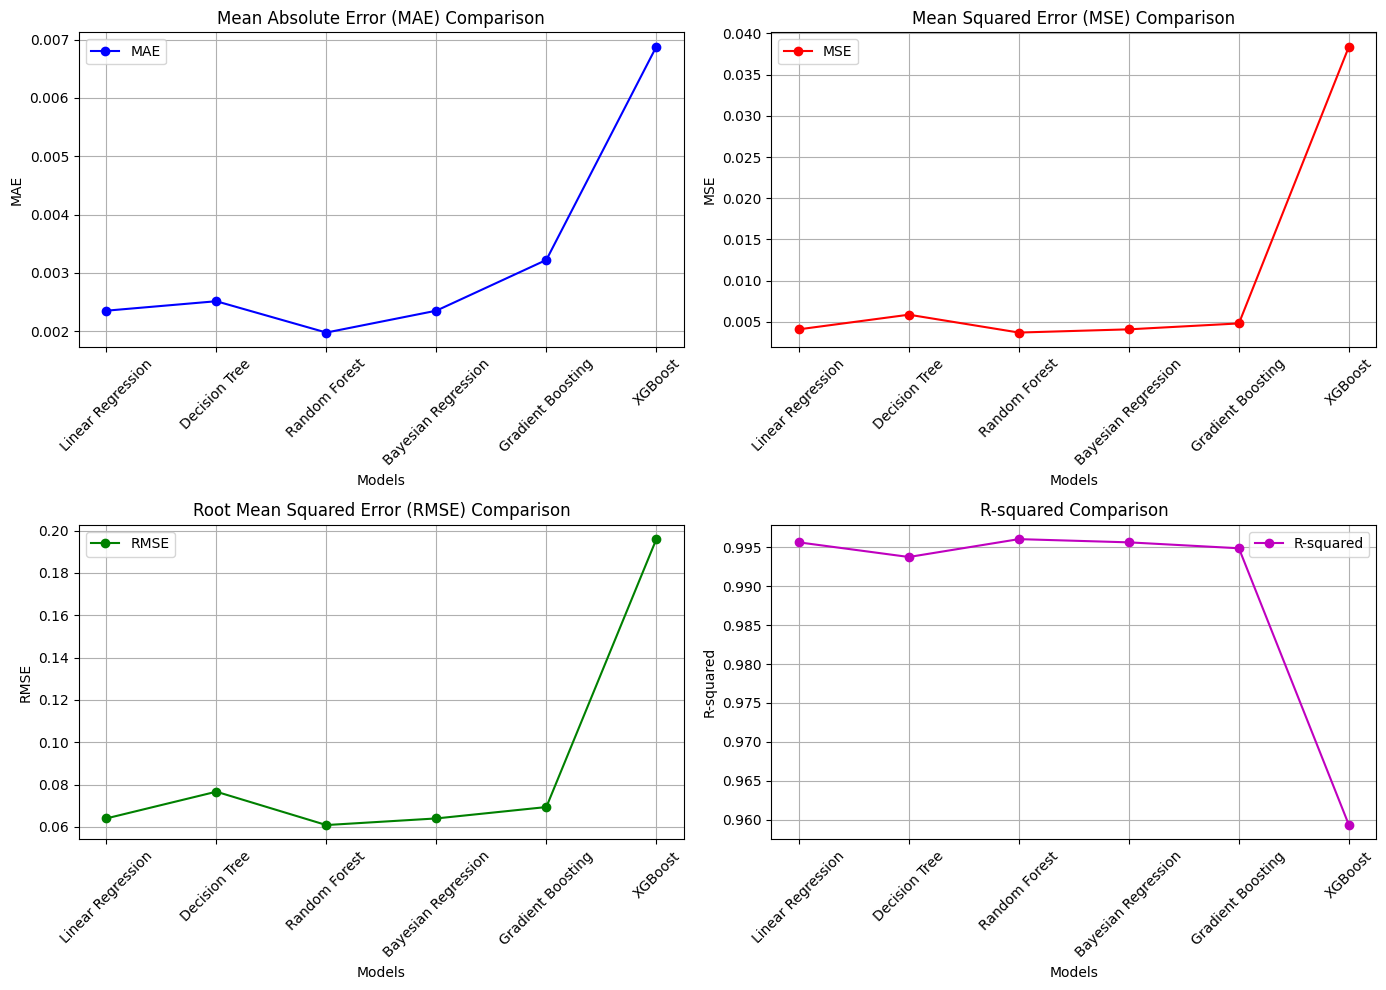 Mean Absolute Error (MAE) Comparison
MAE
0.007
0.006
0.005
0.004
0.003
0.002
MAE
Linear Regression
Decision Tree
Random Forest
Bayesian Regression
Gradient Boosting
XGBoost
Models
Mean Squared Error (MSE) Comparison
MSE
0.040
0.035
0.030
0.025
0.020
0.015
0.010
0.005
MSE
Linear Regression
Decision Tree
Random Forest
Bayesian Regression
Gradient Boosting
XGBoost
Models
Root Mean Squared Error (RMSE) Comparison
RMSE
0.20
0.18
0.16
0.14
0.12
0.10
0.08
0.06
RMSE
Linear Regression
Decision Tree
Random Forest
Bayesian Regression
Gradient Boosting
XGBoost
Models
R-squared Comparison
R-squared
0.995
0.990
0.985
0.980
0.975
0.970
0.965
0.960
R-squared
Linear Regression
Decision Tree
Random Forest
Bayesian Regression
Gradient Boosting
XGBoost
Models